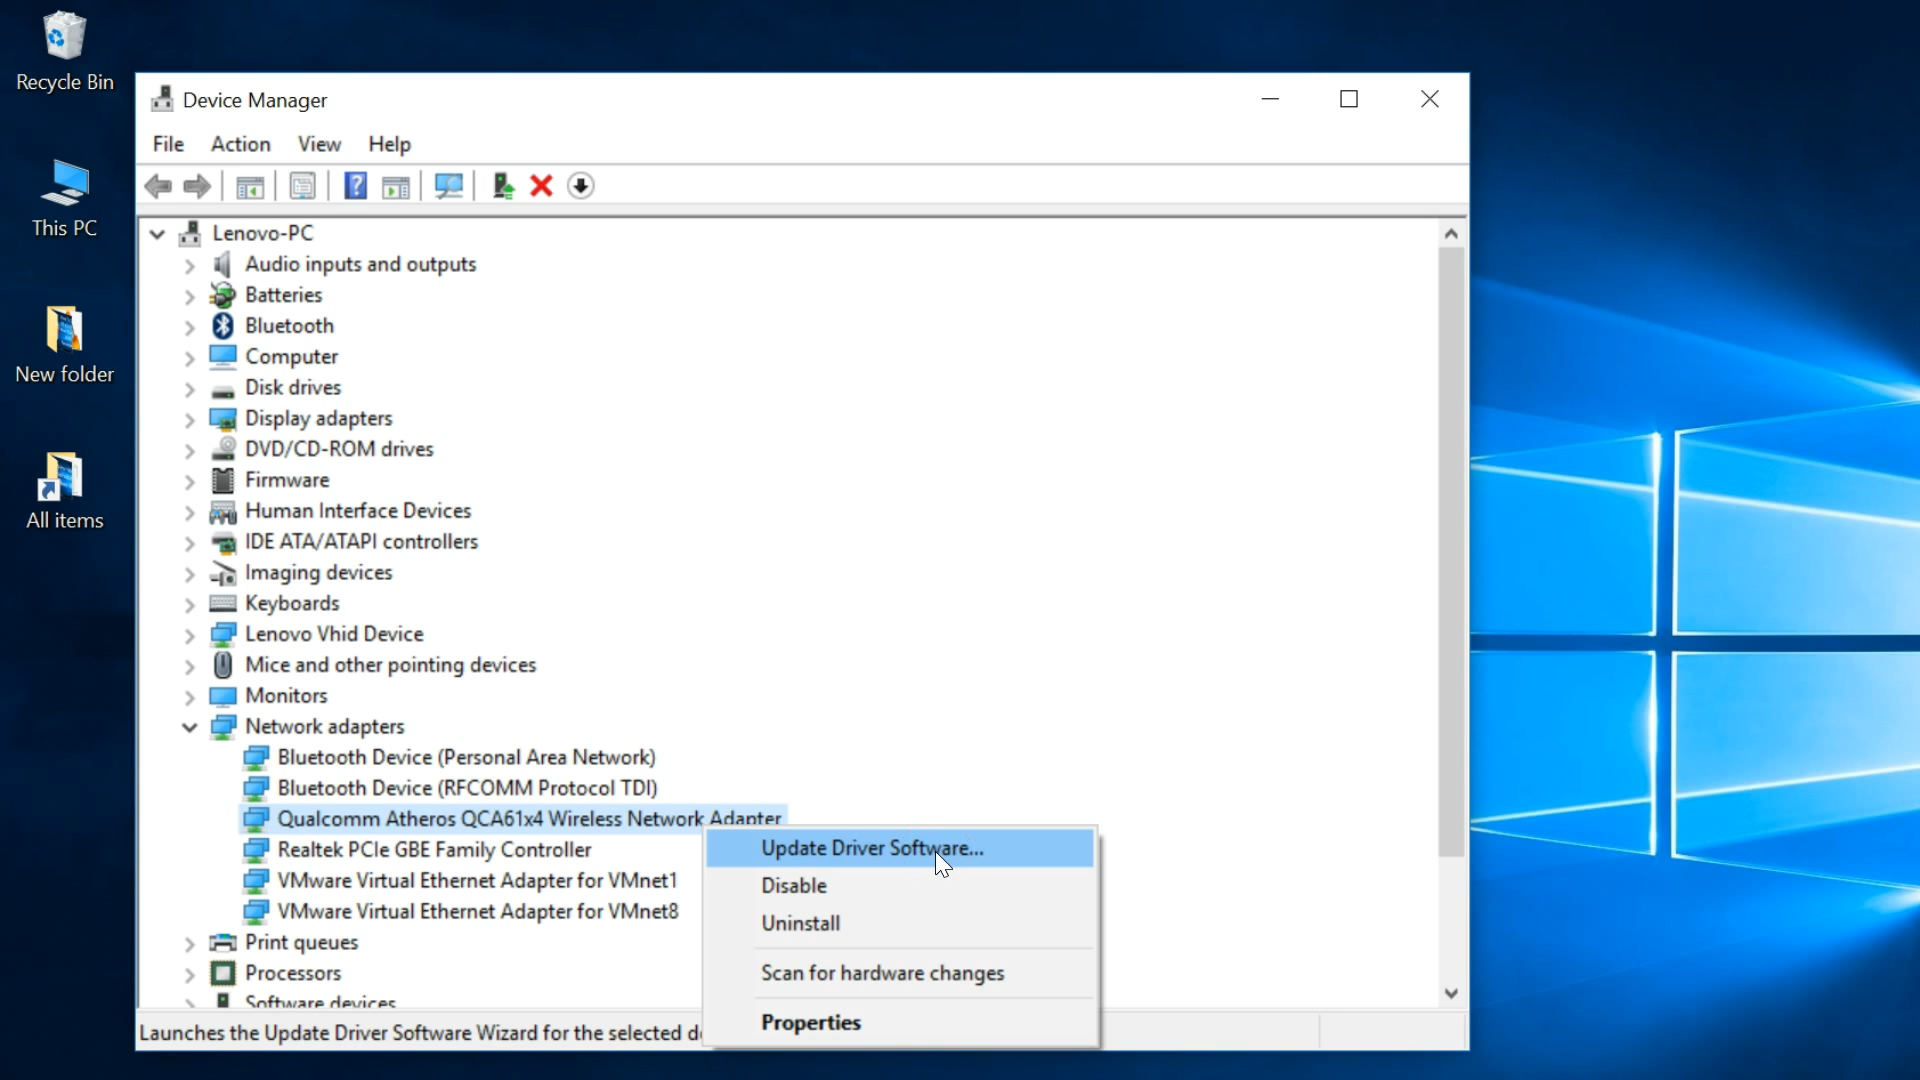 Recycle Bin
This PC
New folder
All items
Device Manager
File Action View Help
Lenovo-PC
Audio inputs and outputs
Batteries
Bluetooth
Computer
Disk drives
Display adapters
DVD/CD-ROM drives
Firmware
Human Interface Devices
IDE ATA/ATAPI controllers
Imaging devices
Keyboards
Lenovo Vhid Device
Mice and other pointing devices
Monitors
Network adapters
Bluetooth Device (Personal Area Network)
Bluetooth Device (RFCOMM Protocol TDI)
Qualcomm Atheros QCA61x4 Wireless Network Adapter
Realtek PCIe GBE Family Controller
VMware Virtual Ethernet Adapter for VMnet1
VMware Virtual Ethernet Adapter for VMnet8
Print queues
Processors
Software devices
Update Driver Software...
Disable
Uninstall
Scan for hardware changes
Properties
Launches the Update Driver Software Wizard for the selected